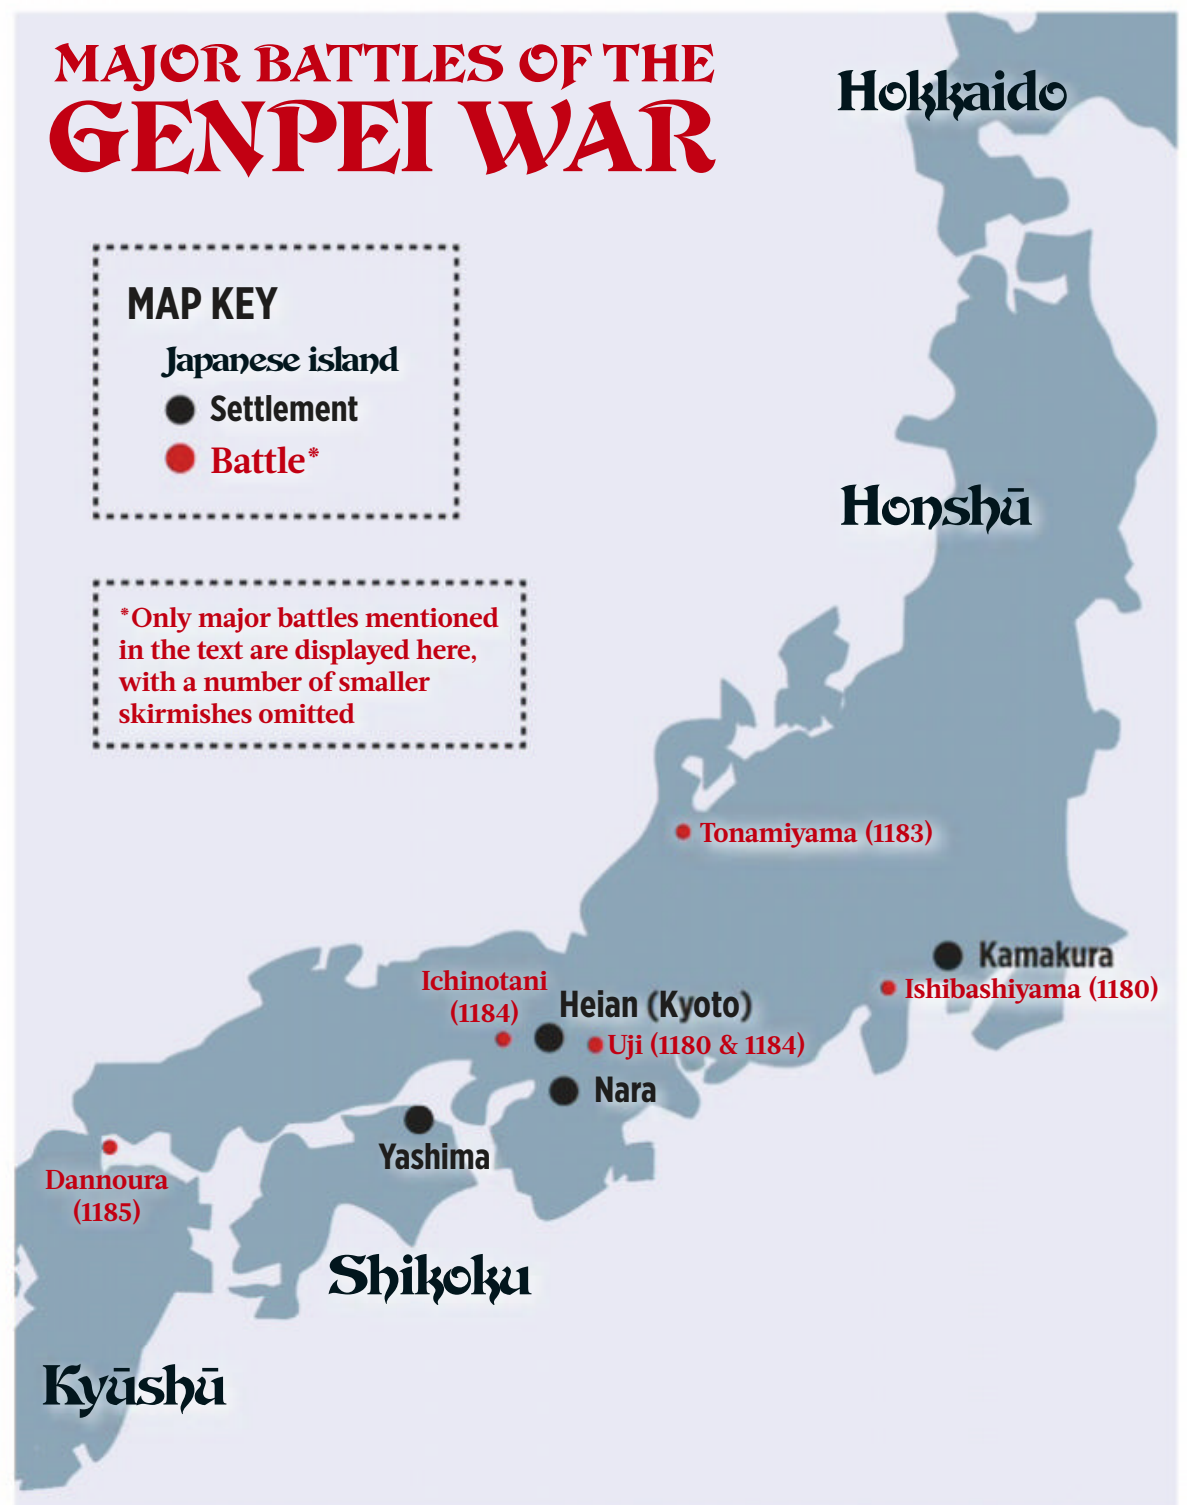 MAJOR BATTLES OF THE
GENPEI WAR
Hokkaido
MAP KEY
Japanese island
Settlement
Battle*
Honshū
*Only major battles mentioned
in the text are displayed here,
with a number of smaller
skirmishes omitted
Tonamiyama (1183)
Kamakura
Ishibashiyama (1180)
Ichinotani
(1184)
Heian (Kyoto)
Uji (1180 & 1184)
Nara
Yashima
Dannoura
(1185)
Shikoku
Kyūshū